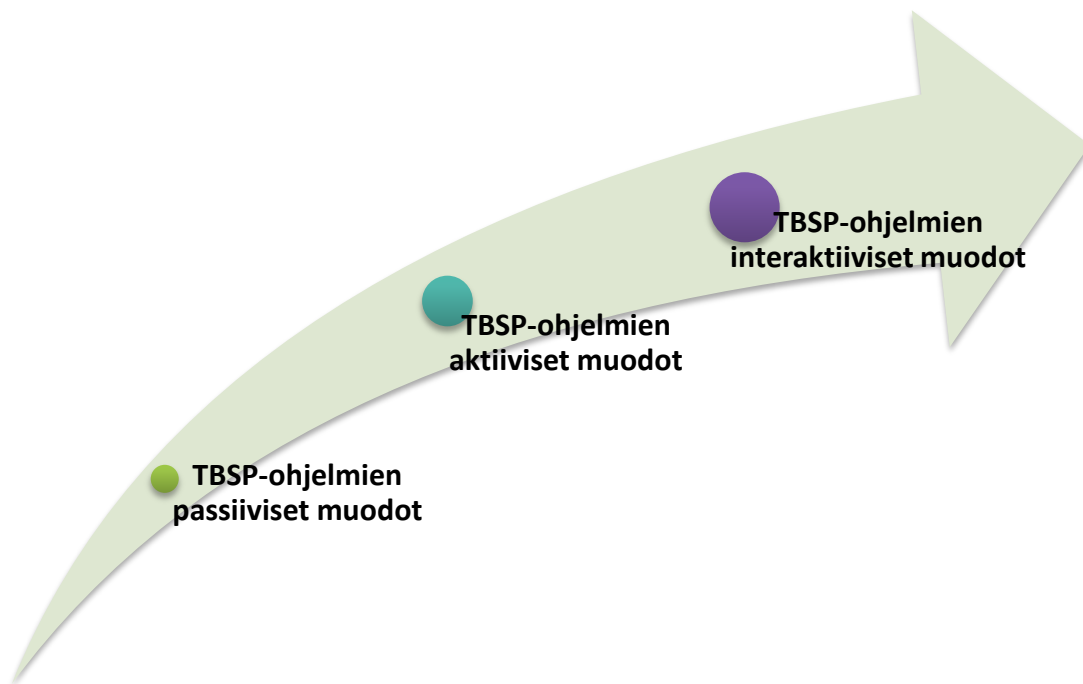 TBSP-ohjelmien
interaktiiviset muodot
TBSP-ohjelmien
aktiiviset muodot
TBSP-ohjelmien
passiiviset muodot